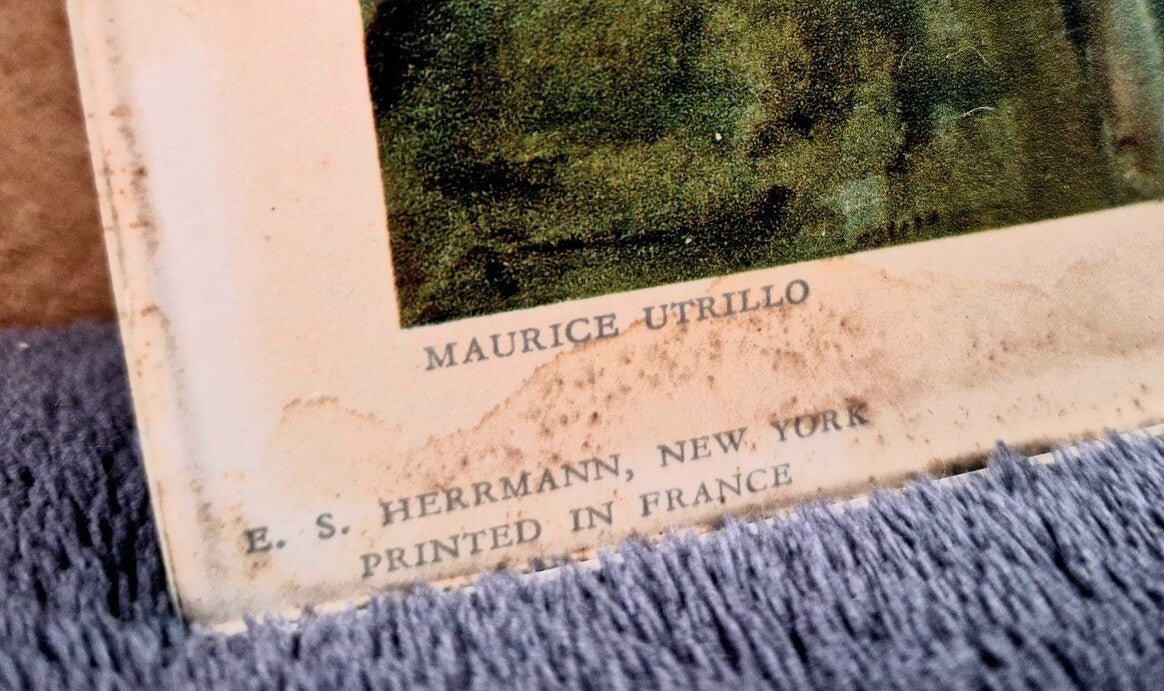 MAURICE UTRILLO
E. S. HERRMANN, NEW YORK
PRINTED IN FRANCE